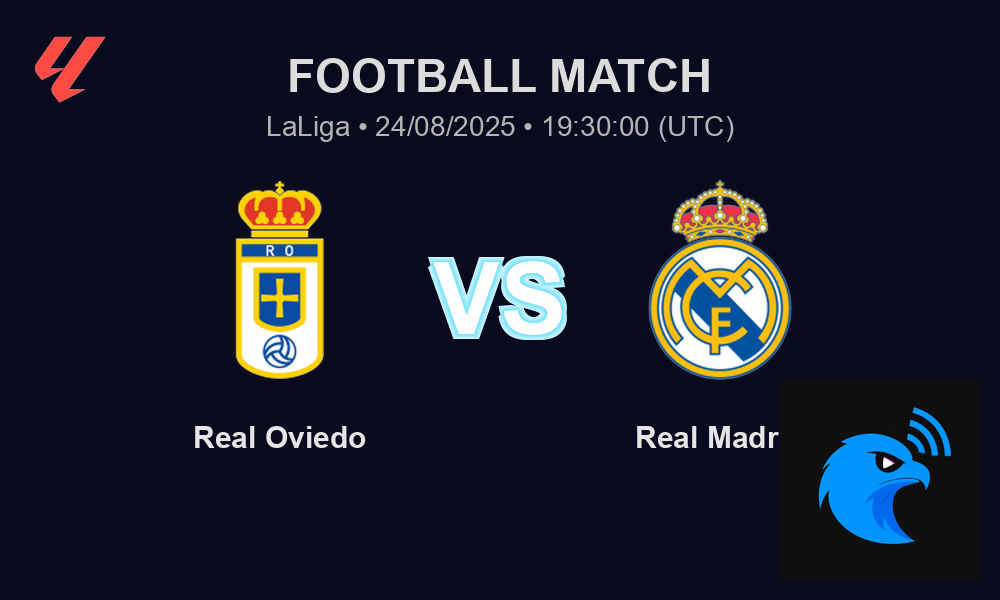 FOOTBALL MATCH
LaLiga • 24/08/2025 • 19:30:00 (UTC)
R O
VS
Real Oviedo
Real Madr